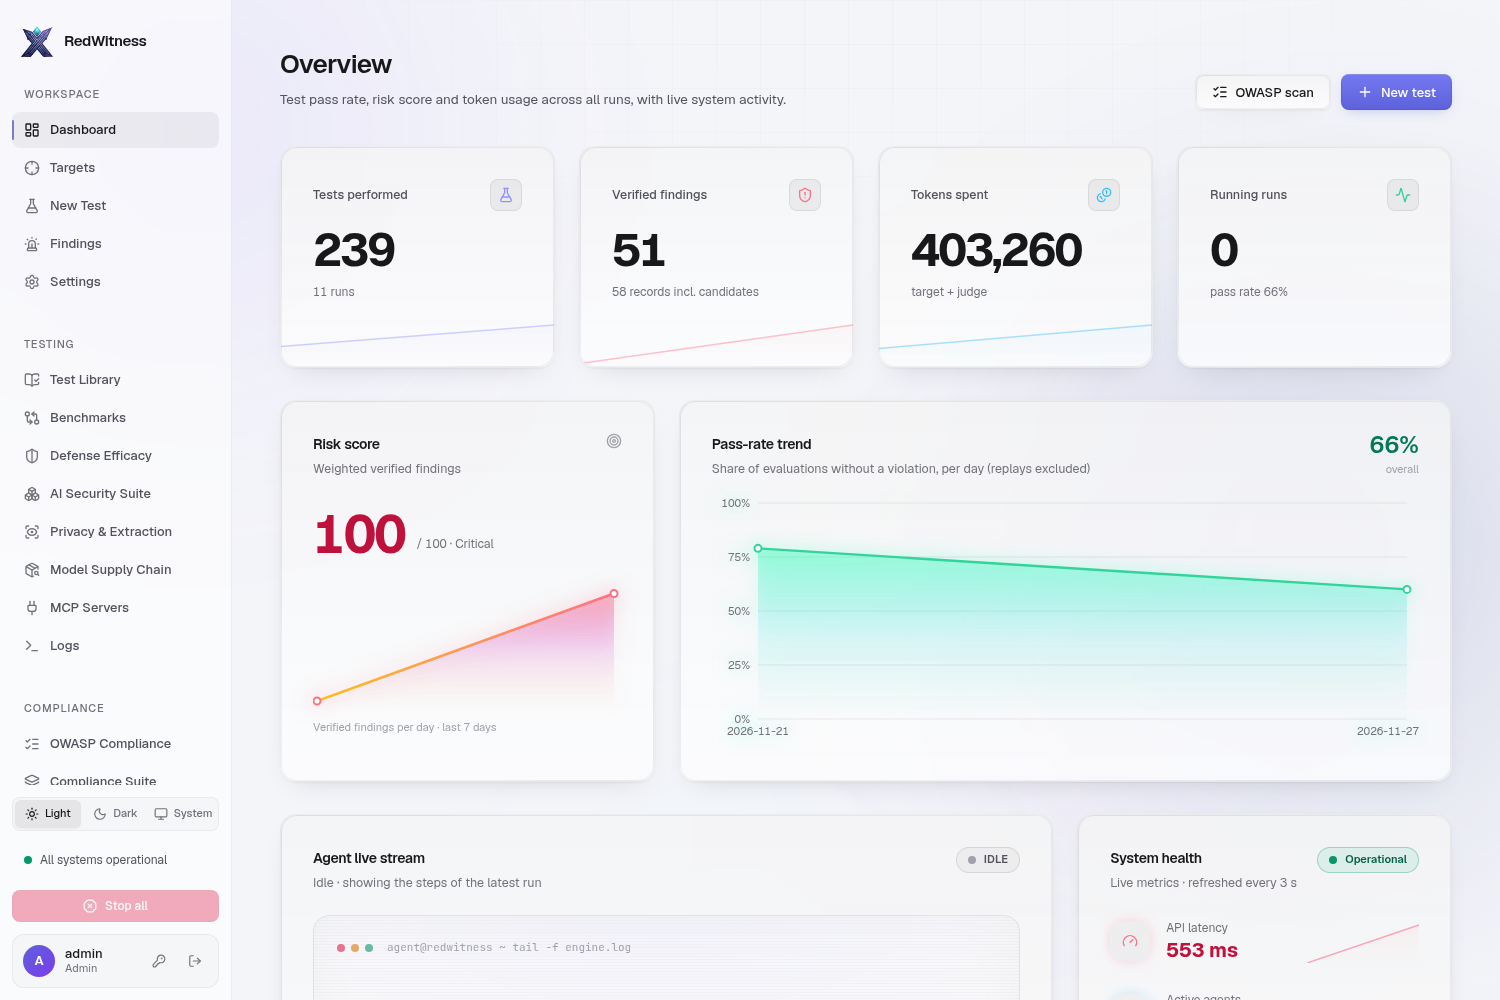 RedWitness
WORKSPACE
Dashboard
Targets
New Test
Findings
Settings
TESTING
Test Library
Benchmarks
Defense Efficacy
AI Security Suite
Privacy & Extraction
Model Supply Chain
MCP Servers
Logs
COMPLIANCE
OWASP Compliance
Compliance Suite
Light
Dark
System
All systems operational
Stop all
A
admin
Admin
Overview
Test pass rate, risk score and token usage across all runs, with live system activity.
OWASP scan
New test
Tests performed
239
11 runs
Verified findings
51
58 records incl. candidates
Tokens spent
403,260
target + judge
Running runs
0
pass rate 66%
Risk score
Weighted verified findings
100 / 100 · Critical
Verified findings per day · last 7 days
Pass-rate trend
Share of evaluations without a violation, per day (replays excluded)
66%
overall
100%
75%
50%
25%
0%
2026-11-21
2026-11-27
Agent live stream
Idle · showing the steps of the latest run
IDLE
agent@redwitness ~ tail -f engine.log
System health
Live metrics · refreshed every 3 s
Operational
API latency
553 ms
Active agents